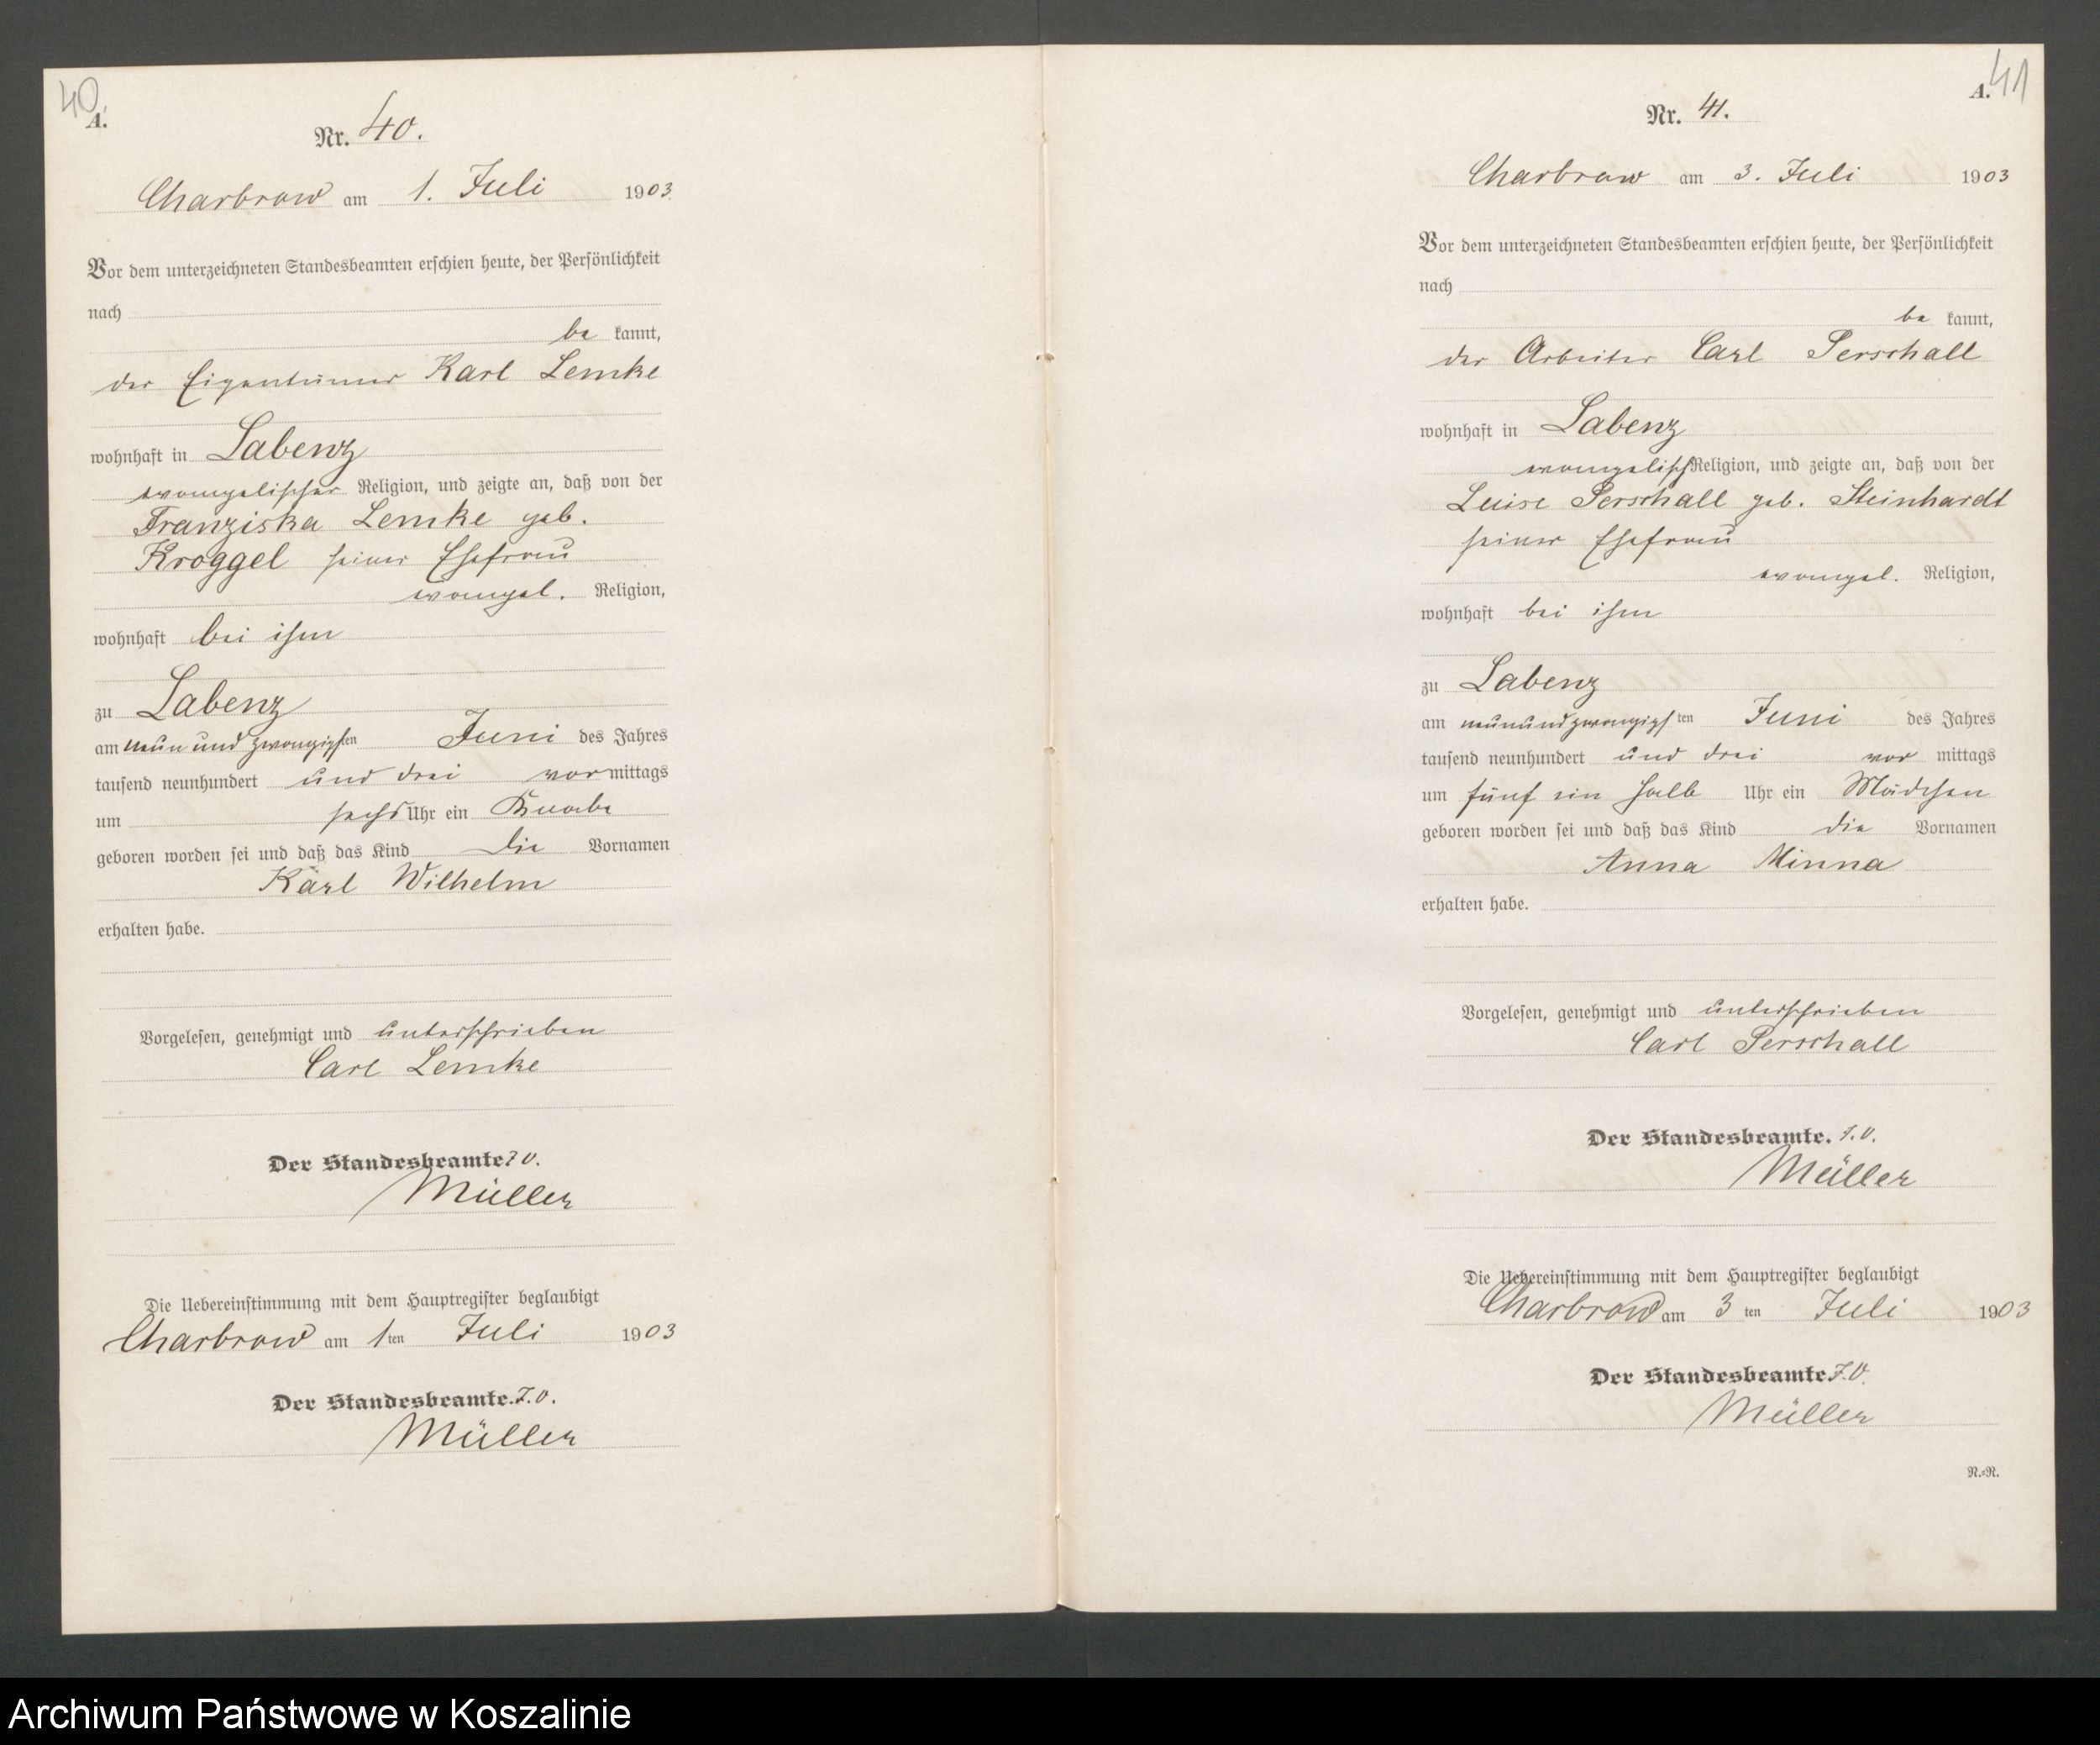 40
A.
Nr. 40.
Charbrow am 1. Juli 1903.
Vor dem unterzeichneten Standesbeamten erschien heute, der Persönlichkeit
nach
be kannt,
der Eigentümer Karl Lemke
wohnhaft in Labenz
evangelischer Religion, und zeigte an, daß von der
Franziska Lemke geb.
Kroggel seiner Ehefrau
evangel. Religion,
wohnhaft bei ihm
zu Labenz
am neun und zwanzigsten Juni des Jahres
tausend neunhundert und drei vormittags
um sechs Uhr ein Knabe
geboren worden sei und daß das Kind die Vornamen
Karl Wilhelm
erhalten habe.
Vorgelesen, genehmigt und unterschrieben
Carl Lemke
Der Standesbeamte. J. V.
Müller
Die Uebereinstimmung mit dem Hauptregister beglaubigt
Charbrow am 1ten Juli 1903
Der Standesbeamte. J. V.
Müller
41
A.
Nr. 41.
Charbrow am 3. Juli 1903
Vor dem unterzeichneten Standesbeamten erschien heute, der Persönlichkeit
nach
be kannt,
der Arbeiter Carl Perschall
wohnhaft in Labenz
evangelisch Religion, und zeigte an, daß von der
Luise Perschall geb. Steinhardt
seiner Ehefrau
evangel. Religion,
wohnhaft bei ihm
zu Labenz
am neunundzwanzigsten Juni des Jahres
tausend neunhundert und drei vor mittags
um fünf ein halb Uhr ein Mädchen
geboren worden sei und daß das Kind die Vornamen
Anna Minna
erhalten habe.
Vorgelesen, genehmigt und unterschrieben
Carl Perschall
Der Standesbeamte. J. V.
Müller
Die Uebereinstimmung mit dem Hauptregister beglaubigt
Charbrow am 3 ten Juli 1903
Der Standesbeamte J. V.
Müller
N.=N.
Archiwum Państwowe w Koszalinie